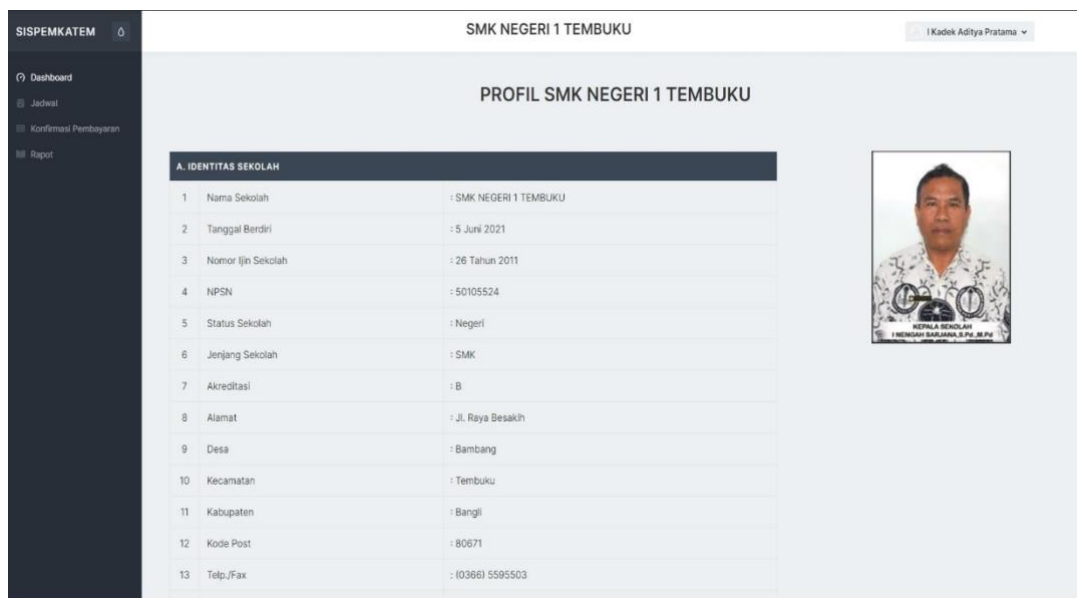 SISPEMKATEM
SMK NEGERI 1 TEMBUKU
I Kadek Aditya Pratama
Dashboard
Jadwal
Konfirmasi Pembayaran
Rapot
PROFIL SMK NEGERI 1 TEMBUKU
A. IDENTITAS SEKOLAH
1 Nama Sekolah : SMK NEGERI 1 TEMBUKU
2 Tanggal Berdiri : 5 Juni 2021
3 Nomor Ijin Sekolah : 26 Tahun 2011
4 NPSN : 50105524
5 Status Sekolah : Negeri
6 Jenjang Sekolah : SMK
7 Akreditasi : B
8 Alamat : Jl. Raya Besakih
9 Desa : Bambang
10 Kecamatan : Tembuku
11 Kabupaten : Bangli
12 Kode Post : 80671
13 Telp./Fax : (0366) 5595503
KEPALA SEKOLAH
I NENGAH SARJANA,S.Pd.,M.Pd